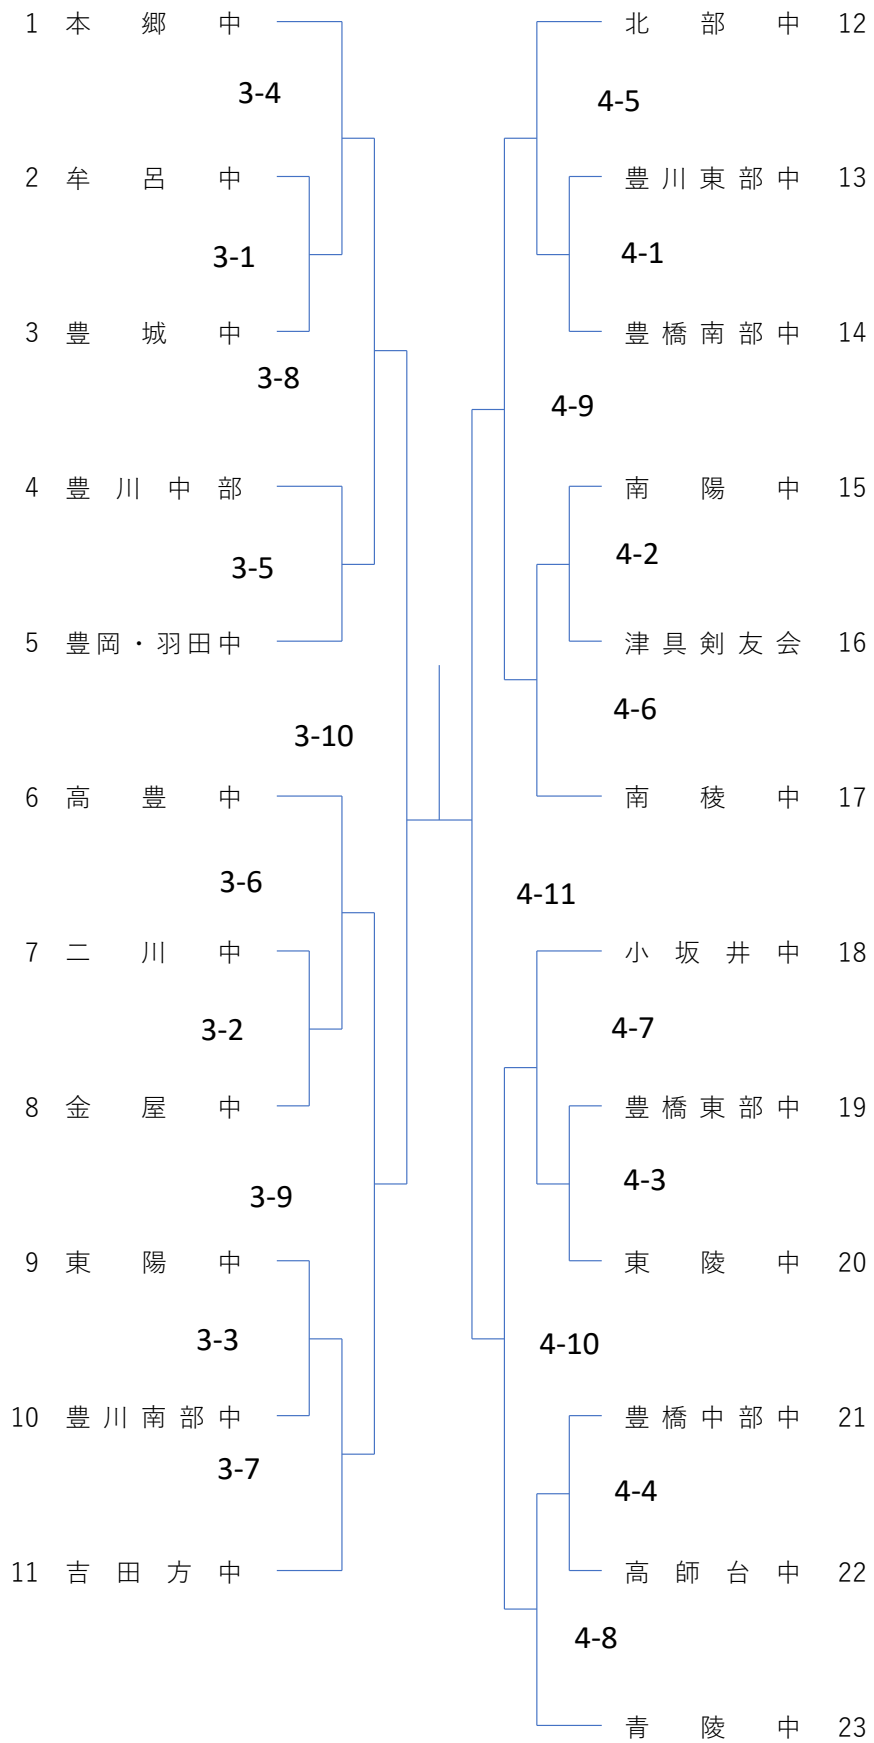 1 本郷中
3-4
2 牟呂中
3-1
3 豊城中
3-8
4 豊川中部
3-5
5 豊岡・羽田中
3-10
6 高豊中
3-6
7 二川中
3-2
8 金屋中
3-9
9 東陽中
3-3
10 豊川南部中
3-7
11 吉田方中
北部中 12
4-5
豊川東部中 13
4-1
豊橋南部中 14
4-9
南陽中 15
4-2
津具剣友会 16
4-6
南稜中 17
4-11
小坂井中 18
4-7
豊橋東部中 19
4-3
東陵中 20
4-10
豊橋中部中 21
4-4
高師台中 22
4-8
青陵中 23